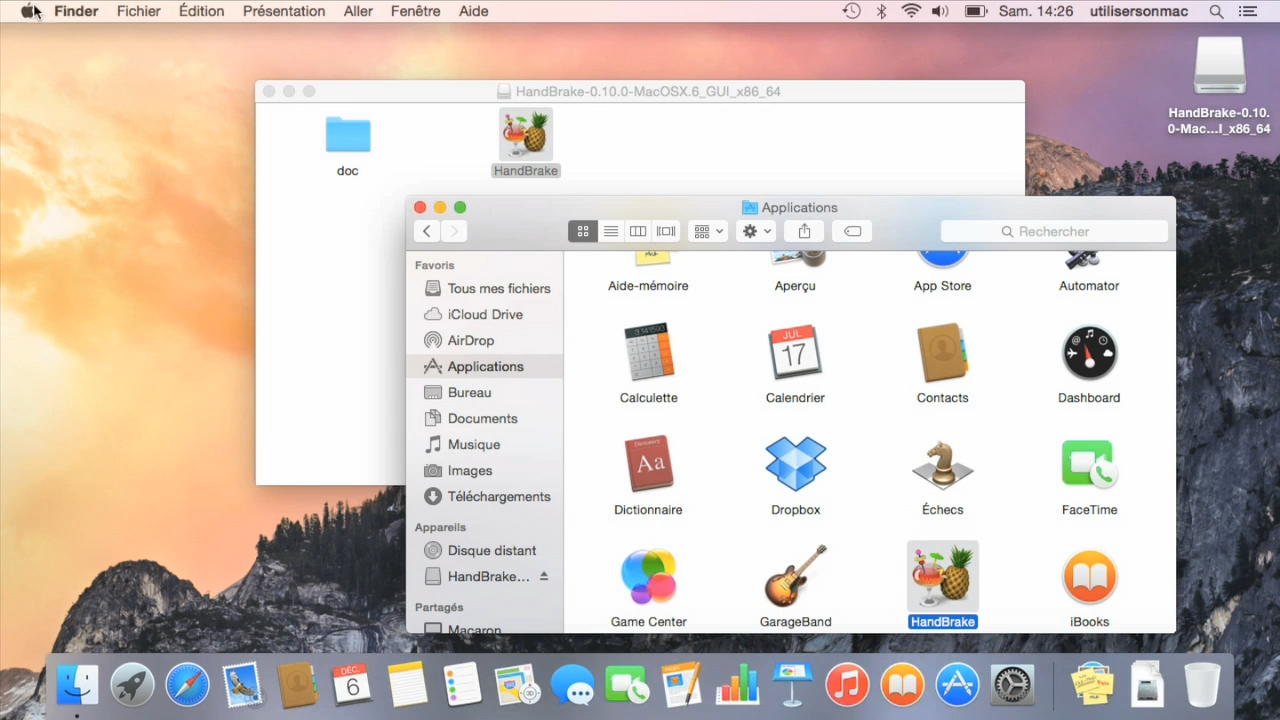 Finder Fichier Édition Présentation Aller Fenêtre Aide Sam. 14:26 utilisersonmac
HandBrake-0.10.0-MacOSX.6_GUI_x86_64
HandBrake-0.10.
0-Mac...I_x86_64
doc
HandBrake
Applications
Rechercher
Favoris
Tous mes fichiers
iCloud Drive
AirDrop
Applications
Bureau
Documents
Musique
Images
Téléchargements
Appareils
Disque distant
HandBrake...
Partagés
Macaron
Aide-mémoire
Aperçu
App Store
Automator
JUL
17
Calculette
Calendrier
Contacts
Dashboard
Dictionary
Aa
Dictionnaire
Dropbox
Échecs
FaceTime
Game Center
GarageBand
HandBrake
iBooks
DÉC.
6